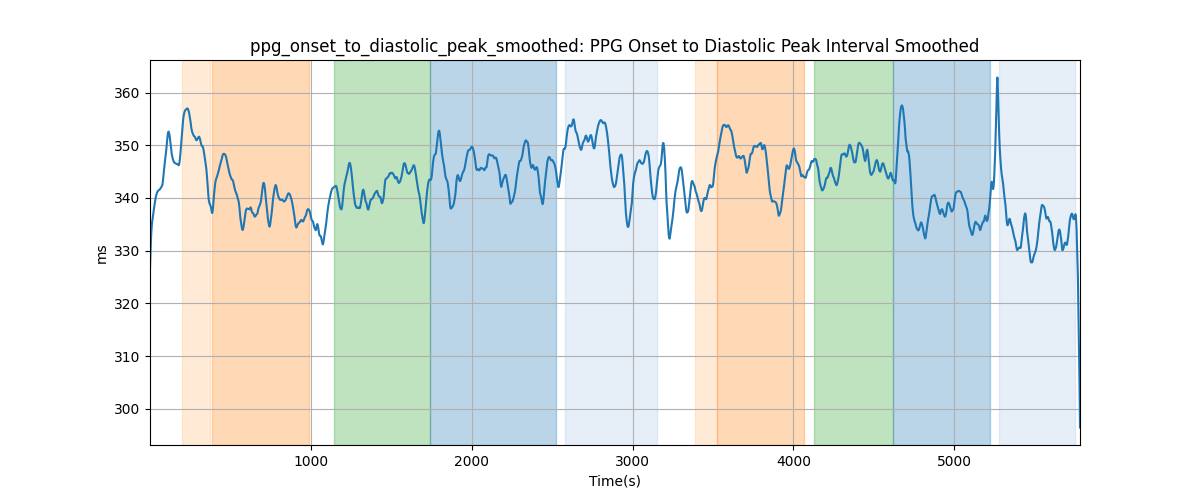 ppg_onset_to_diastolic_peak_smoothed: PPG Onset to Diastolic Peak Interval Smoothed
360
350
340
330
320
310
300
ms
1000 2000 3000 4000 5000
Time(s)